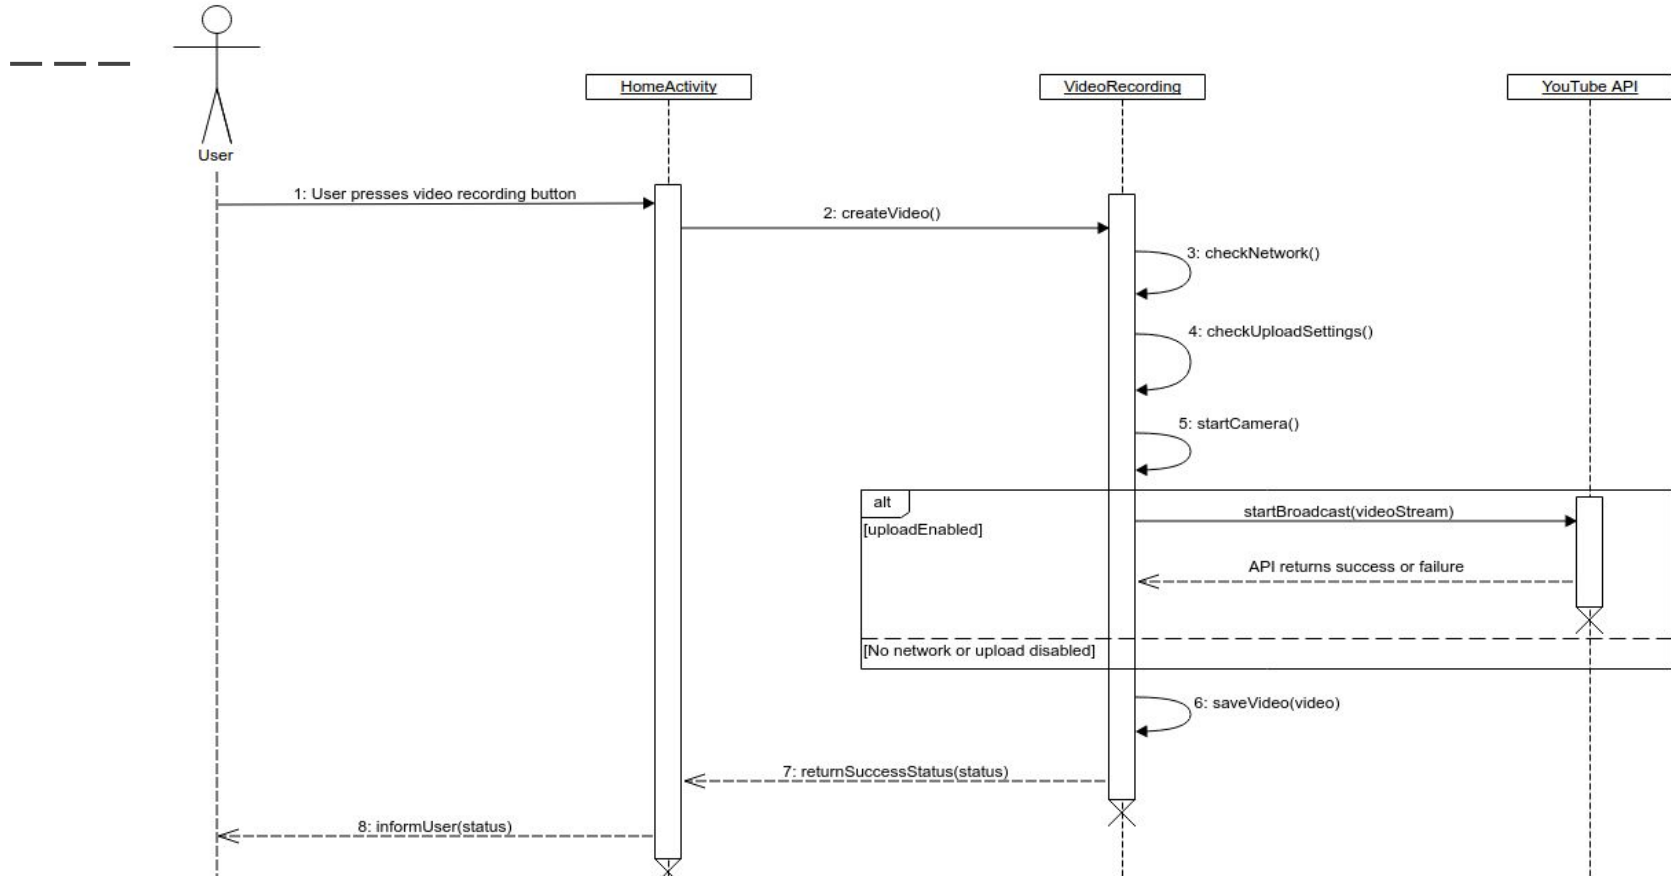 User
HomeActivity
VideoRecording
YouTube API
1: User presses video recording button
2: createVideo()
3: checkNetwork()
4: checkUploadSettings()
5: startCamera()
alt
[uploadEnabled]
startBroadcast(videoStream)
API returns success or failure
[No network or upload disabled]
6: saveVideo(video)
7: returnSuccessStatus(status)
8: informUser(status)